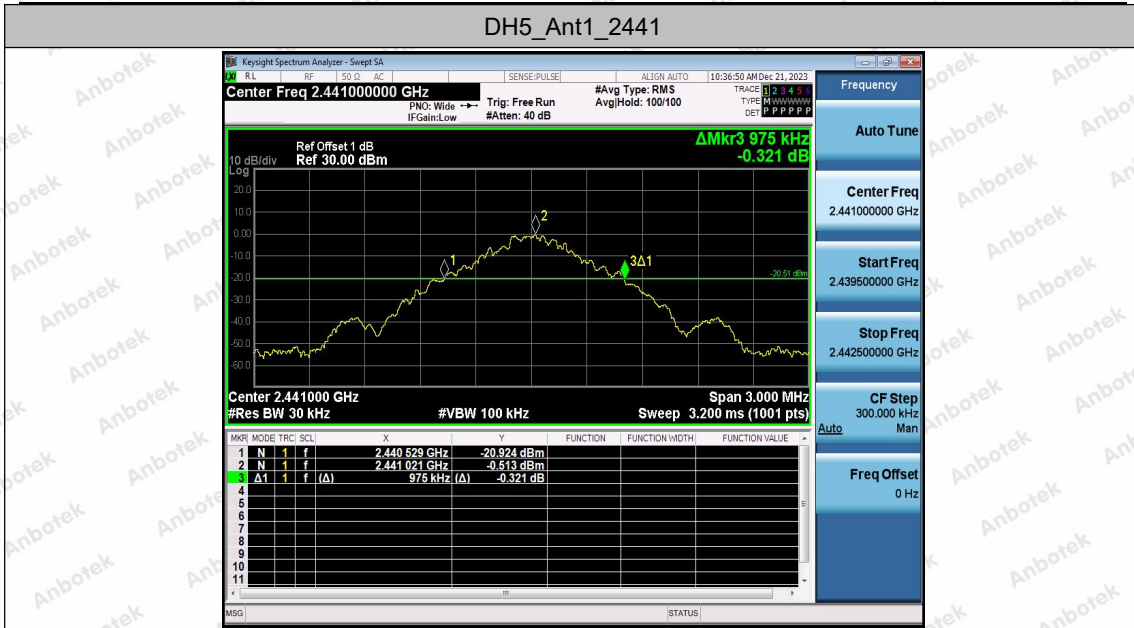 DH5_Ant1_2441
Keysight Spectrum Analyzer - Swept SA
RL RF 50 Ω AC SENSE:PULSE ALIGN AUTO 10:36:50 AM Dec 21, 2023
Center Freq 2.441000000 GHz
PNO: Wide
IFGain:Low
Trig: Free Run
#Atten: 40 dB
#Avg Type: RMS
Avg|Hold: 100/100
TRACE 1 2 3 4 5 6
TYPE M W W W W W
DET P P P P P P
Frequency
Auto Tune
Center Freq
2.441000000 GHz
Start Freq
2.439500000 GHz
Stop Freq
2.442500000 GHz
CF Step
300.000 kHz
Auto Man
Freq Offset
0 Hz
ΔMkr3 975 kHz
-0.321 dB
Ref Offset 1 dB
10 dB/div Ref 30.00 dBm
Log
20.0
10.0
0.00
-10.0
-20.0
-30.0
-40.0
-50.0
-60.0
1
2
3Δ1
-20.51 dBm
Center 2.441000 GHz Span 3.000 MHz
#Res BW 30 kHz #VBW 100 kHz Sweep 3.200 ms (1001 pts)
MKR MODE TRC SCL X Y FUNCTION FUNCTION WIDTH FUNCTION VALUE
1 N 1 f 2.440 529 GHz -20.924 dBm
2 N 1 f 2.441 021 GHz -0.513 dBm
3 Δ1 1 f (Δ) 975 kHz (Δ) -0.321 dB
4
5
6
7
8
9
10
11
MSG STATUS
Anbotek